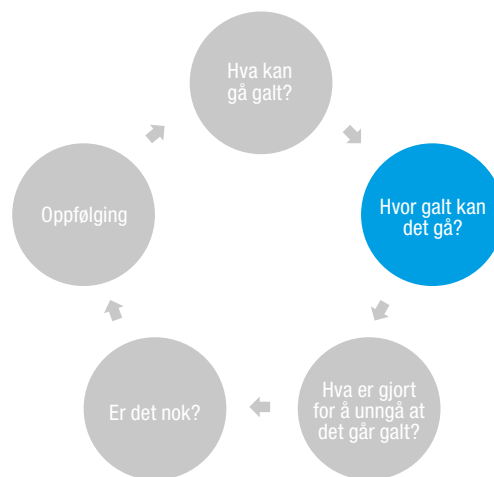 Hva kan
gå galt?
Hvor galt kan
det gå?
Hva er gjort
for å unngå at
det går galt?
Er det nok?
Oppfølging